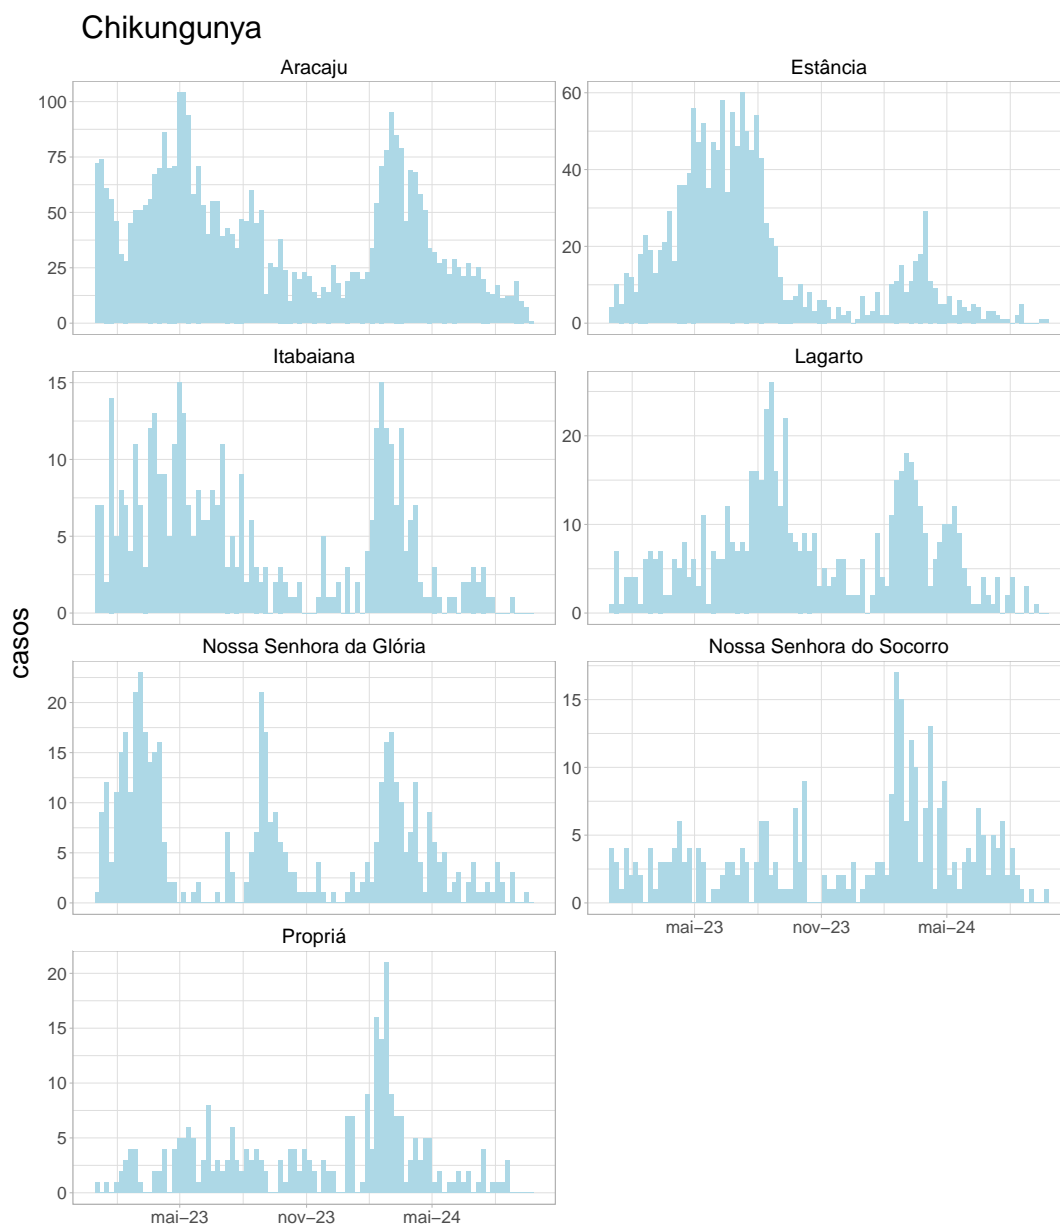 Chikungunya
Aracaju
Estância
100
75
50
25
0
60
40
20
0
Itabaiana
Lagarto
15
10
5
0
20
10
0
casos
Nossa Senhora da Glória
Nossa Senhora do Socorro
20
15
10
5
0
15
10
5
0
mai–23 nov–23 mai–24
Propriá
20
15
10
5
0
mai–23 nov–23 mai–24